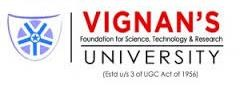 VIGNAN'S
Foundation for Science, Technology & Research
UNIVERSITY
(Estd u/s 3 of UGC Act of 1956)